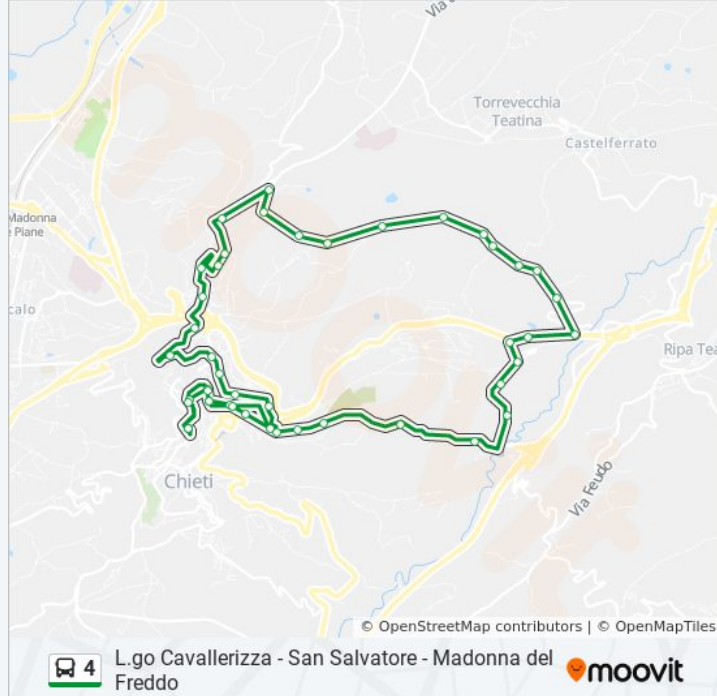 Via
Torrevecchia
Teatina
Castelferrato
Madonna
e Piane
calo
Ripa Tea
Chieti
Via Feudo
© OpenStreetMap contributors | © OpenMapTiles
4
L.go Cavallerizza - San Salvatore - Madonna del
Freddo
moovit